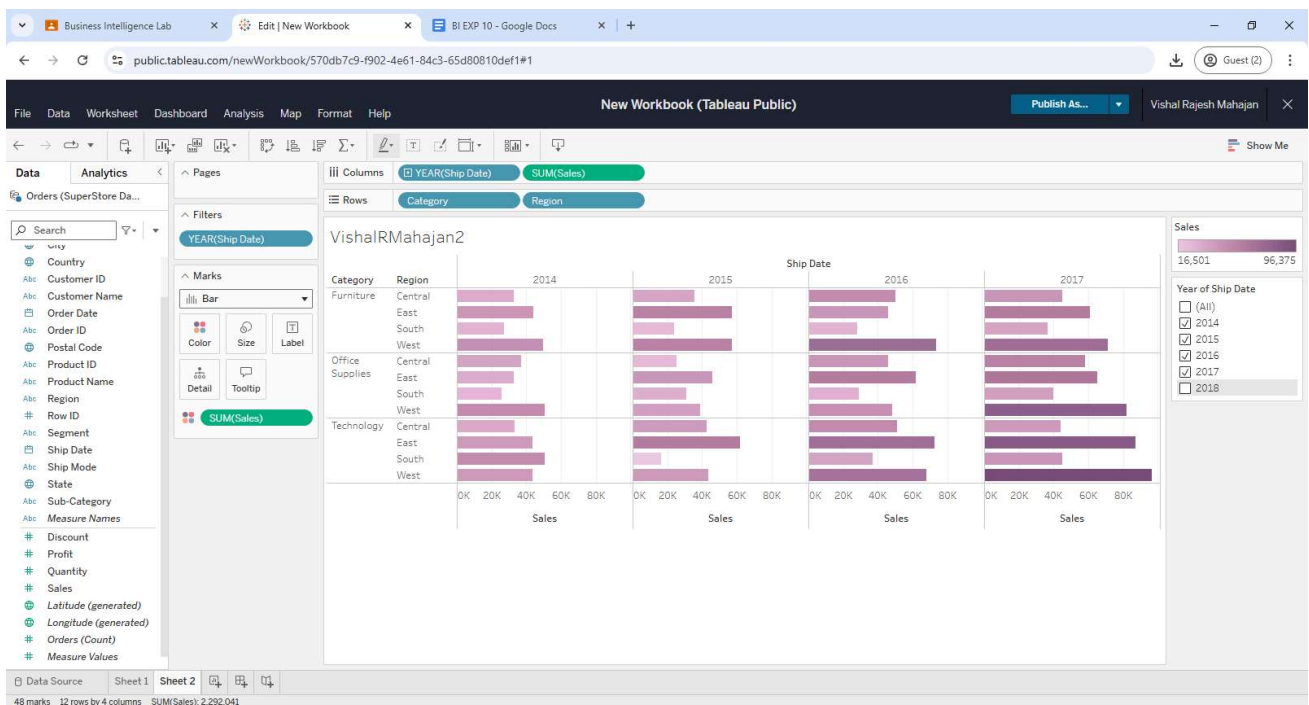 Business Intelligence Lab
Edit | New Workbook
BI EXP 10 - Google Docs
public.tableau.com/newWorkbook/570db7c9-f902-4e61-84c3-65d80810def1#1
Guest (2)
New Workbook (Tableau Public)
Publish As...
Vishal Rajesh Mahajan
File Data Worksheet Dashboard Analysis Map Format Help
Show Me
Data Analytics
Orders (SuperStore Da...
Search
City
Country
Abc Customer ID
Abc Customer Name
Order Date
Abc Order ID
Postal Code
Abc Product ID
Abc Product Name
Abc Region
# Row ID
Abc Segment
Ship Date
Abc Ship Mode
State
Abc Sub-Category
Abc Measure Names
# Discount
# Profit
# Quantity
# Sales
Latitude (generated)
Longitude (generated)
# Orders (Count)
# Measure Values
Pages
Filters
YEAR(Ship Date)
Marks
Bar
Color Size Label
Detail Tooltip
SUM(Sales)
Columns YEAR(Ship Date) SUM(Sales)
Rows Category Region
VishalRMahajan2
Ship Date
Category Region 2014 2015 2016 2017
Furniture Central
East
South
West
Office Supplies Central
East
South
West
Technology Central
East
South
West
0K 20K 40K 60K 80K 0K 20K 40K 60K 80K 0K 20K 40K 60K 80K 0K 20K 40K 60K 80K
Sales Sales Sales Sales
Sales
16,501 96,375
Year of Ship Date
(All)
2014
2015
2016
2017
2018
Data Source Sheet 1 Sheet 2
48 marks 12 rows by 4 columns SUM(Sales): 2,292,041